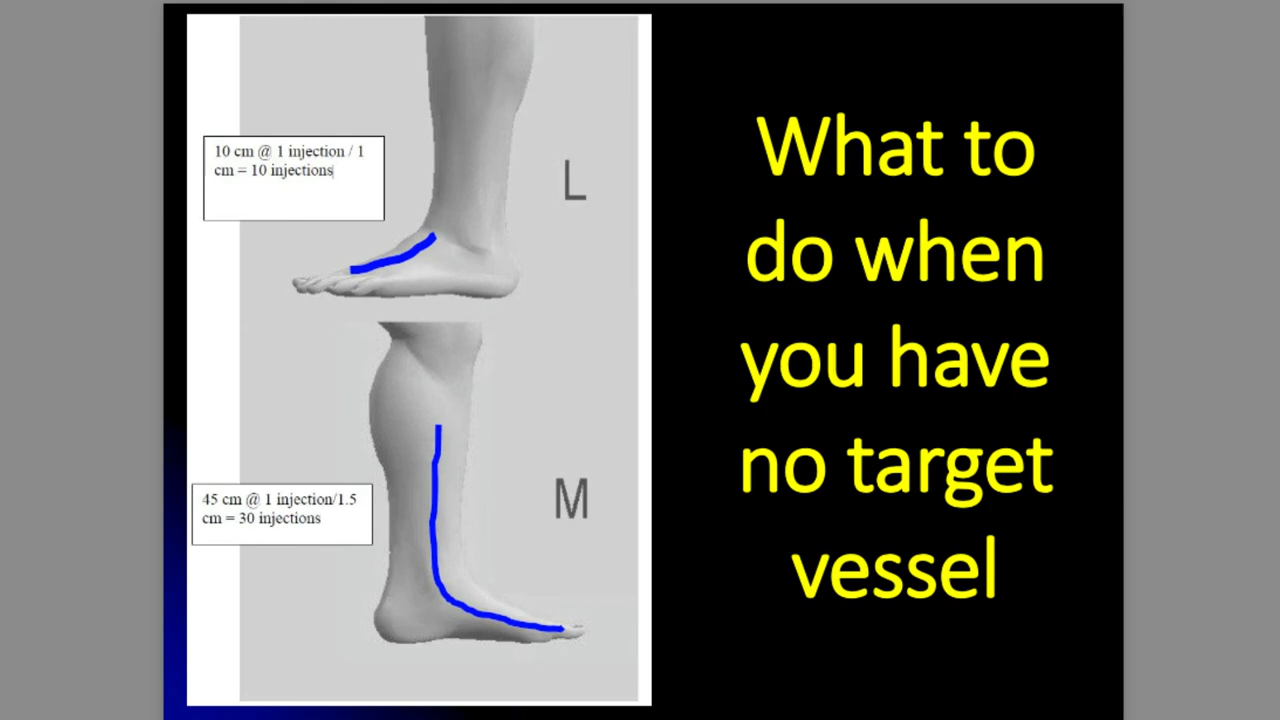 10 cm @ 1 injection / 1
cm = 10 injections
L
45 cm @ 1 injection/1.5
cm = 30 injections
M
What to
do when
you have
no target
vessel